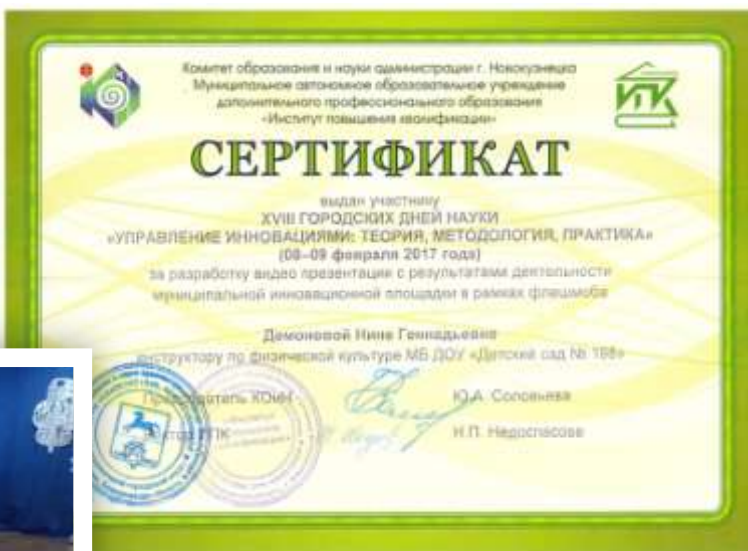 Комитет образования и науки администрации г. Новокузнецка
Муниципальное автономное образовательное учреждение
дополнительного профессионального образования
«Институт повышения квалификации»
ИПК
СЕРТИФИКАТ
выдан участнику
XVIII ГОРОДСКИХ ДНЕЙ НАУКИ
«УПРАВЛЕНИЕ ИННОВАЦИЯМИ: ТЕОРИЯ, МЕТОДОЛОГИЯ, ПРАКТИКА»
(08–09 февраля 2017 года)
за разработку видео презентации с результатами деятельности
муниципальной инновационной площадки в рамках флешмоба
Демоновой Нине Геннадьевне
инструктору по физической культуре МБ ДОУ «Детский сад №
Председатель КОиН Ю.А. Соловьева
ИПК Н.П. Недоспасова